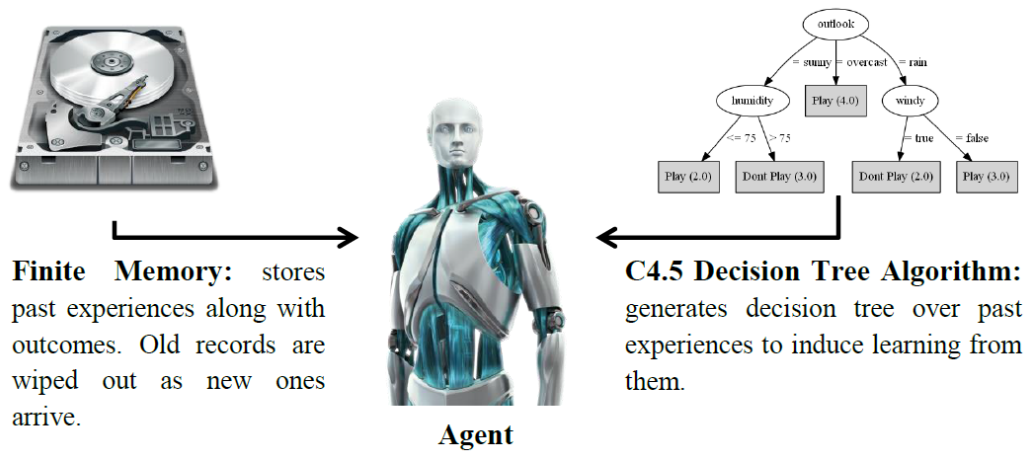 outlook
= sunny = overcast = rain
humidity
Play (4.0)
windy
<= 75 > 75
= true = false
Play (2.0) Dont Play (3.0) Dont Play (2.0) Play (3.0)
Finite Memory: stores
past experiences along with
outcomes. Old records are
wiped out as new ones
arrive.
Agent
C4.5 Decision Tree Algorithm:
generates decision tree over past
experiences to induce learning from
them.